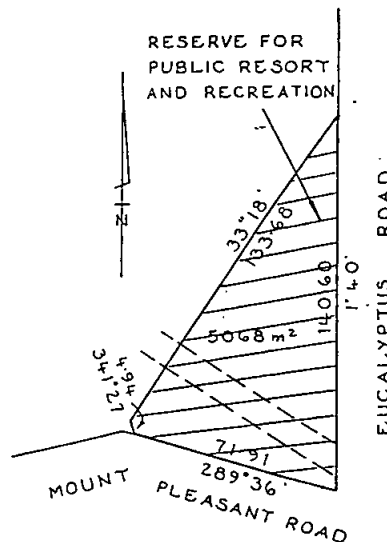 RESERVE FOR
PUBLIC RESORT
AND RECREATION
N
33°18'
133·68
EUCALYPTUS ROAD
140·60
1°40'
5068 m²
341°27'
4·94
71·91
289°36'
MOUNT PLEASANT ROAD